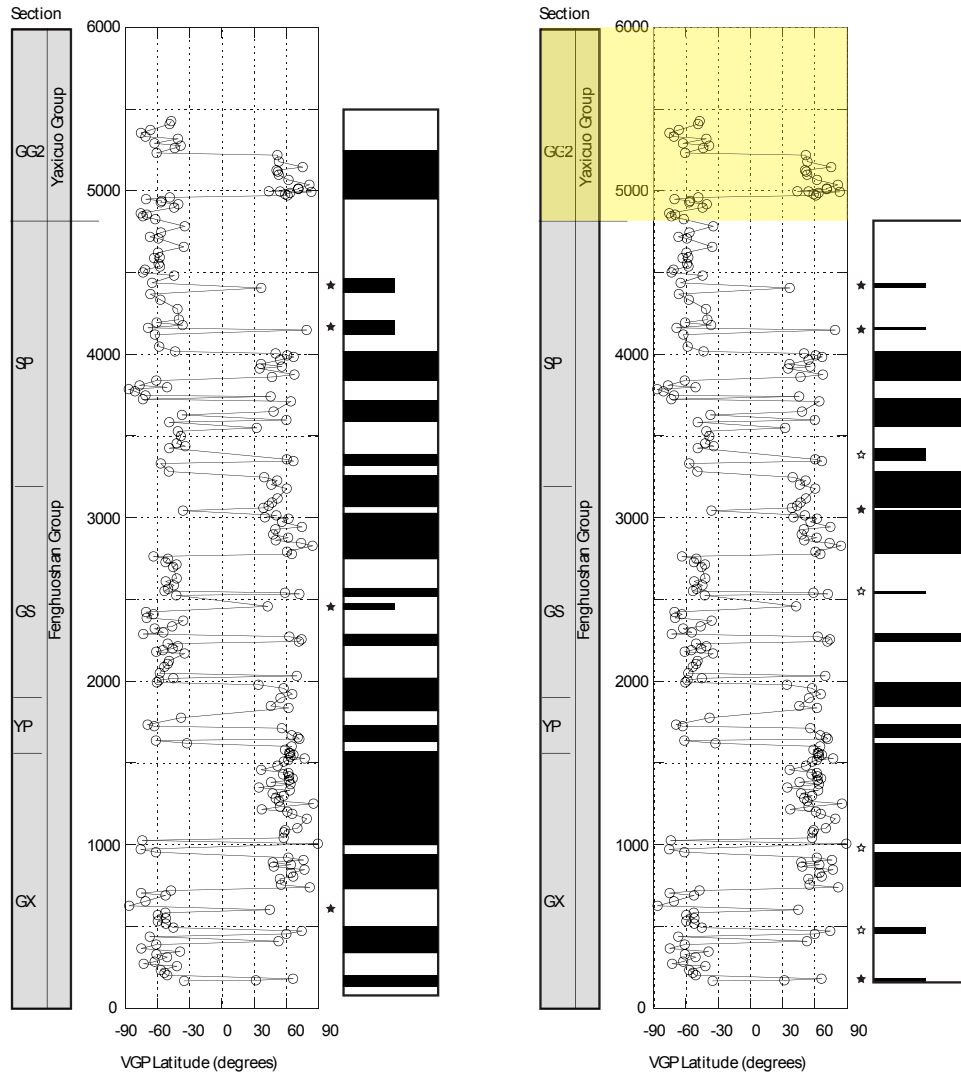 Section
6000
5000
4000
3000
2000
1000
0
GG2
SP
GS
YP
GX
Yaxicuo Group
Fenghuoshan Group
-90 -60 -30 0 30 60 90
VGP Latitude (degrees)
Section
6000
5000
4000
3000
2000
1000
0
GG2
SP
GS
YP
GX
Yaxicuo Group
Fenghuoshan Group
-90 -60 -30 0 30 60 90
VGP Latitude (degrees)